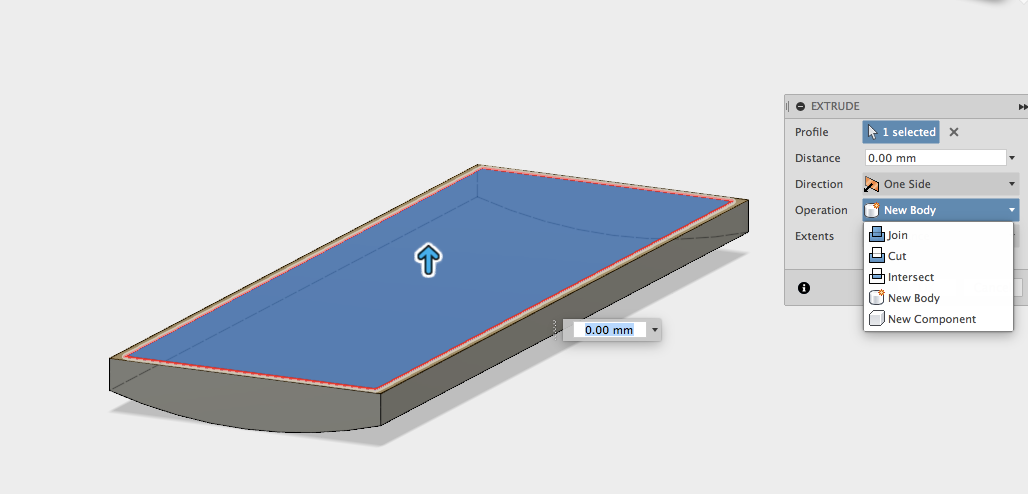 EXTRUDE
Profile 1 selected
Distance 0.00 mm
Direction One Side
Operation New Body
Extents
Join
Cut
Intersect
New Body
New Component
0.00 mm